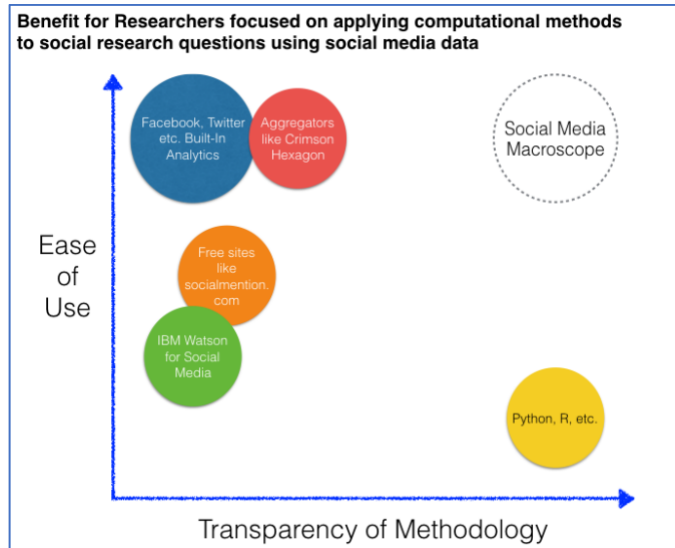 Benefit for Researchers focused on applying computational methods
to social research questions using social media data
Facebook, Twitter
etc. Built-In
Analytics
Aggregators
like Crimson
Hexagon
Social Media
Macroscope
Ease
of
Use
Free sites
like
socialmention.
com
IBM Watson
for Social
Media
Python, R, etc.
Transparency of Methodology